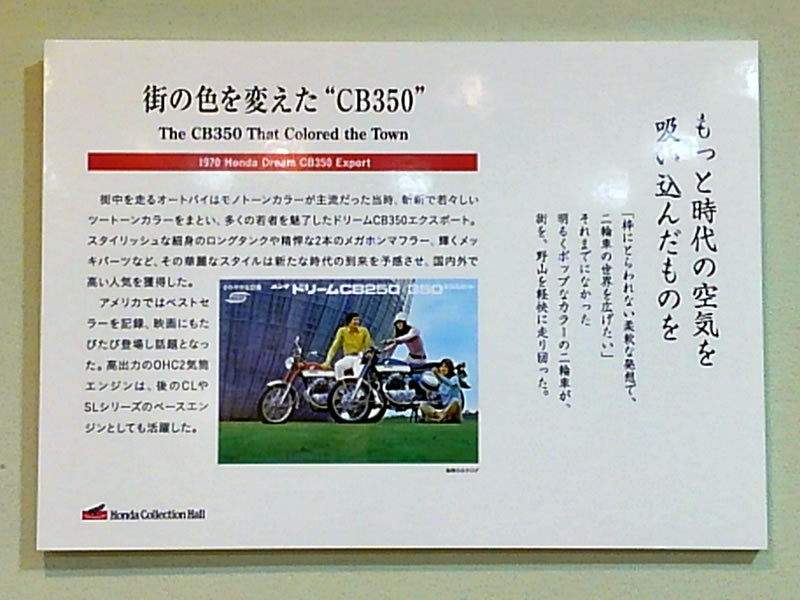 街の色を変えた“CB350”
The CB350 That Colored the Town
1970 Honda Dream CB350 Export
街中を走るオートバイはモノトーンカラーが主流だった当時、斬新で若々しい
ツートーンカラーをまとい、多くの若者を魅了したドリームCB350エクスポート。
スタイリッシュな細身のロングタンクや精悍な2本のメガホンマフラー、輝くメッ
キパーツなど、その華麗なスタイルは新たな時代の到来を予感させ、国内外で
高い人気を獲得した。
アメリカではベストセ
ラーを記録、映画にもた
びたび登場し話題となっ
た。高出力のOHC2気筒
エンジンは、後のCLや
SLシリーズのベースエン
ジンとしても活躍した。
ホンダ ドリームCB250/350
Honda Collection Hall
もっと時代の空気を
吸い込んだものを
「枠にとらわれない柔軟な発想で、
二輪車の世界を広げたい」
それまでになかった
明るくポップなカラーの二輪車が、
街を、野山を軽快に走り回った。